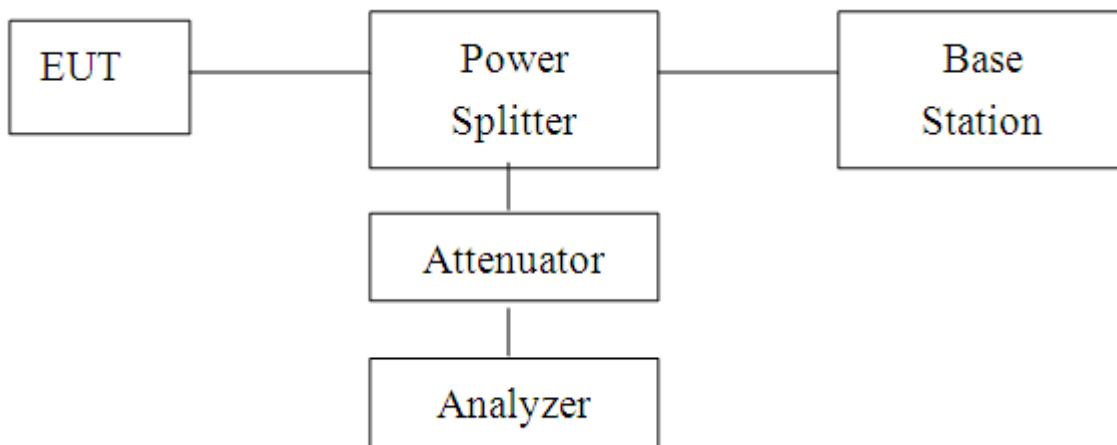 EUT
Power
Splitter
Base
Station
Attenuator
Analyzer